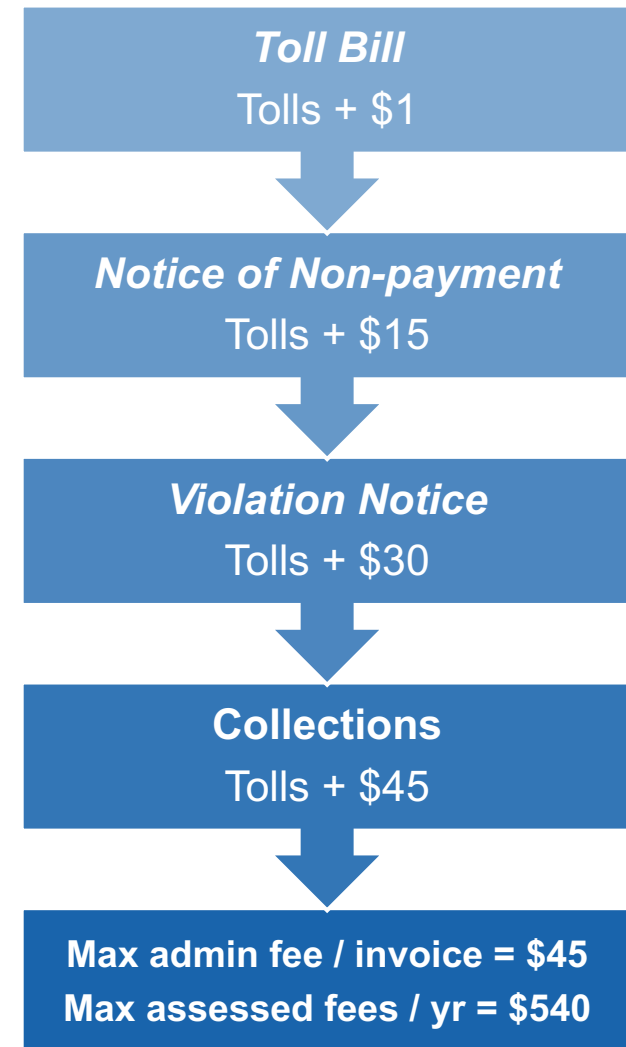 Toll Bill
Tolls + $1
Notice of Non-payment
Tolls + $15
Violation Notice
Tolls + $30
Collections
Tolls + $45
Max admin fee / invoice = $45
Max assessed fees / yr = $540